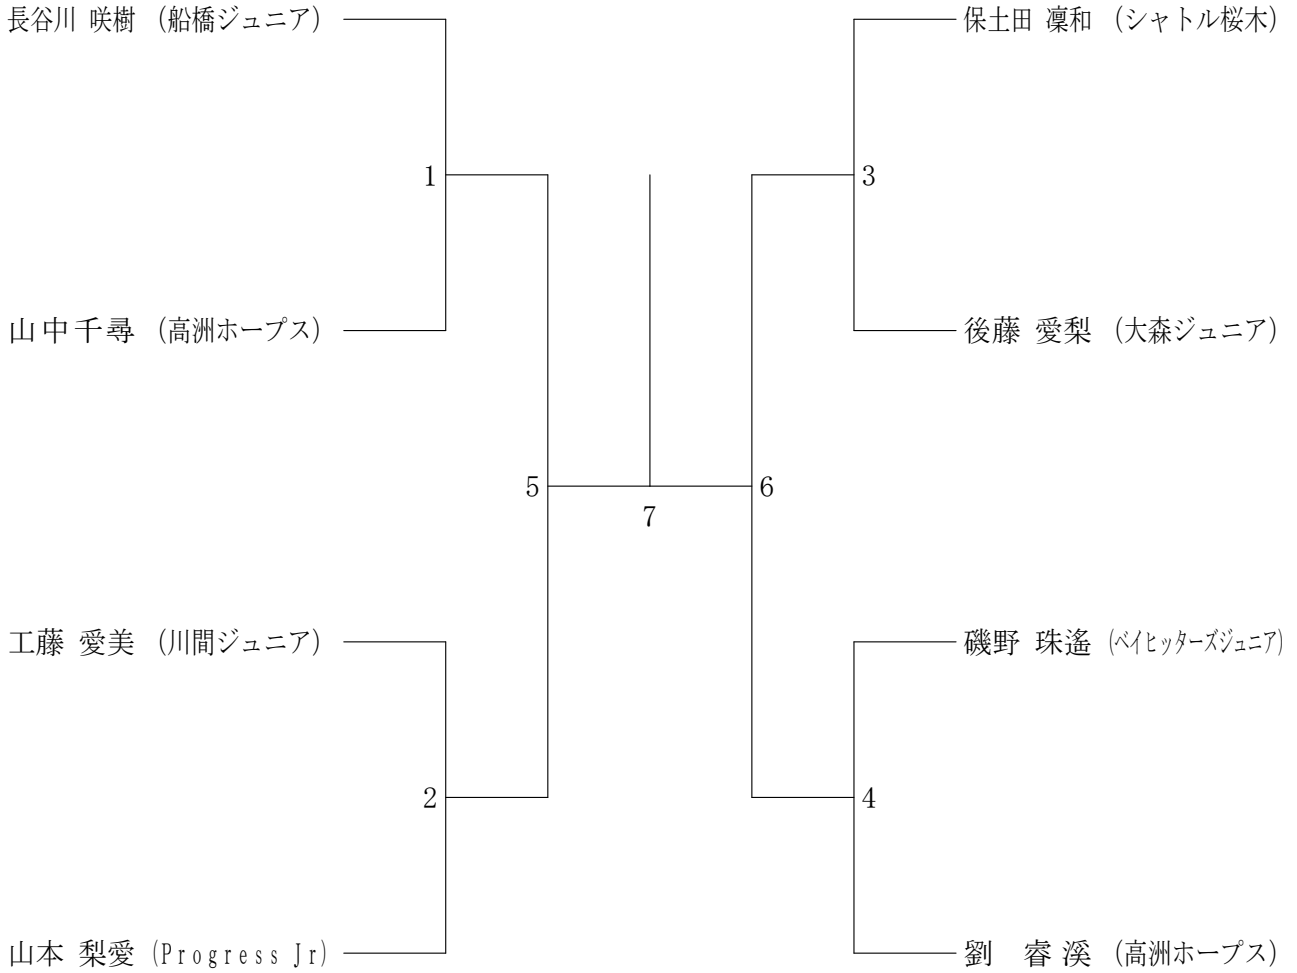 長谷川 咲樹 (船橋ジュニア)
保土田 凜和 (シャトル桜木)
1
3
山中千尋 (高洲ホープス)
後藤 愛梨 (大森ジュニア)
5
6
7
工藤 愛美 (川間ジュニア)
磯野 珠遙 (ベイヒッターズジュニア)
2
4
山本 梨愛 (Progress Jr)
劉 睿渓 (高洲ホープス)